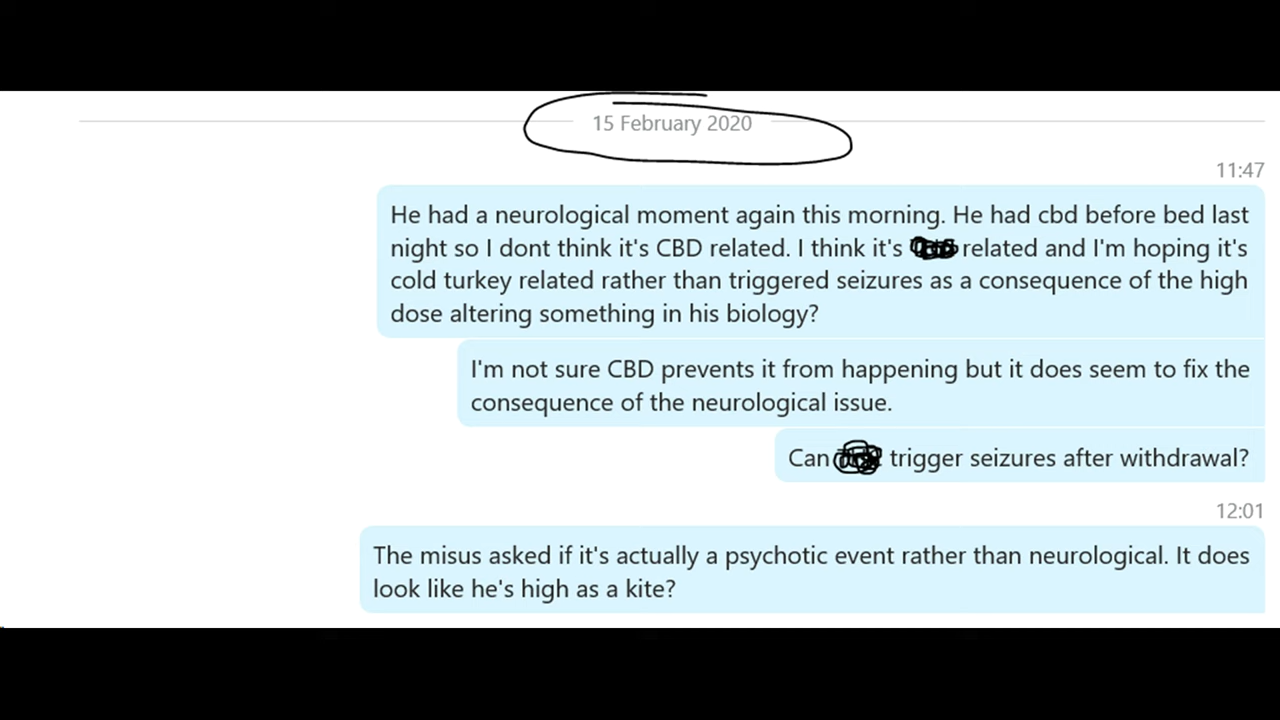 15 February 2020
11:47
He had a neurological moment again this morning. He had cbd before bed last
night so I dont think it's CBD related. I think it's related and I'm hoping it's
cold turkey related rather than triggered seizures as a consequence of the high
dose altering something in his biology?
I'm not sure CBD prevents it from happening but it does seem to fix the
consequence of the neurological issue.
Can trigger seizures after withdrawal?
12:01
The misus asked if it's actually a psychotic event rather than neurological. It does
look like he's high as a kite?